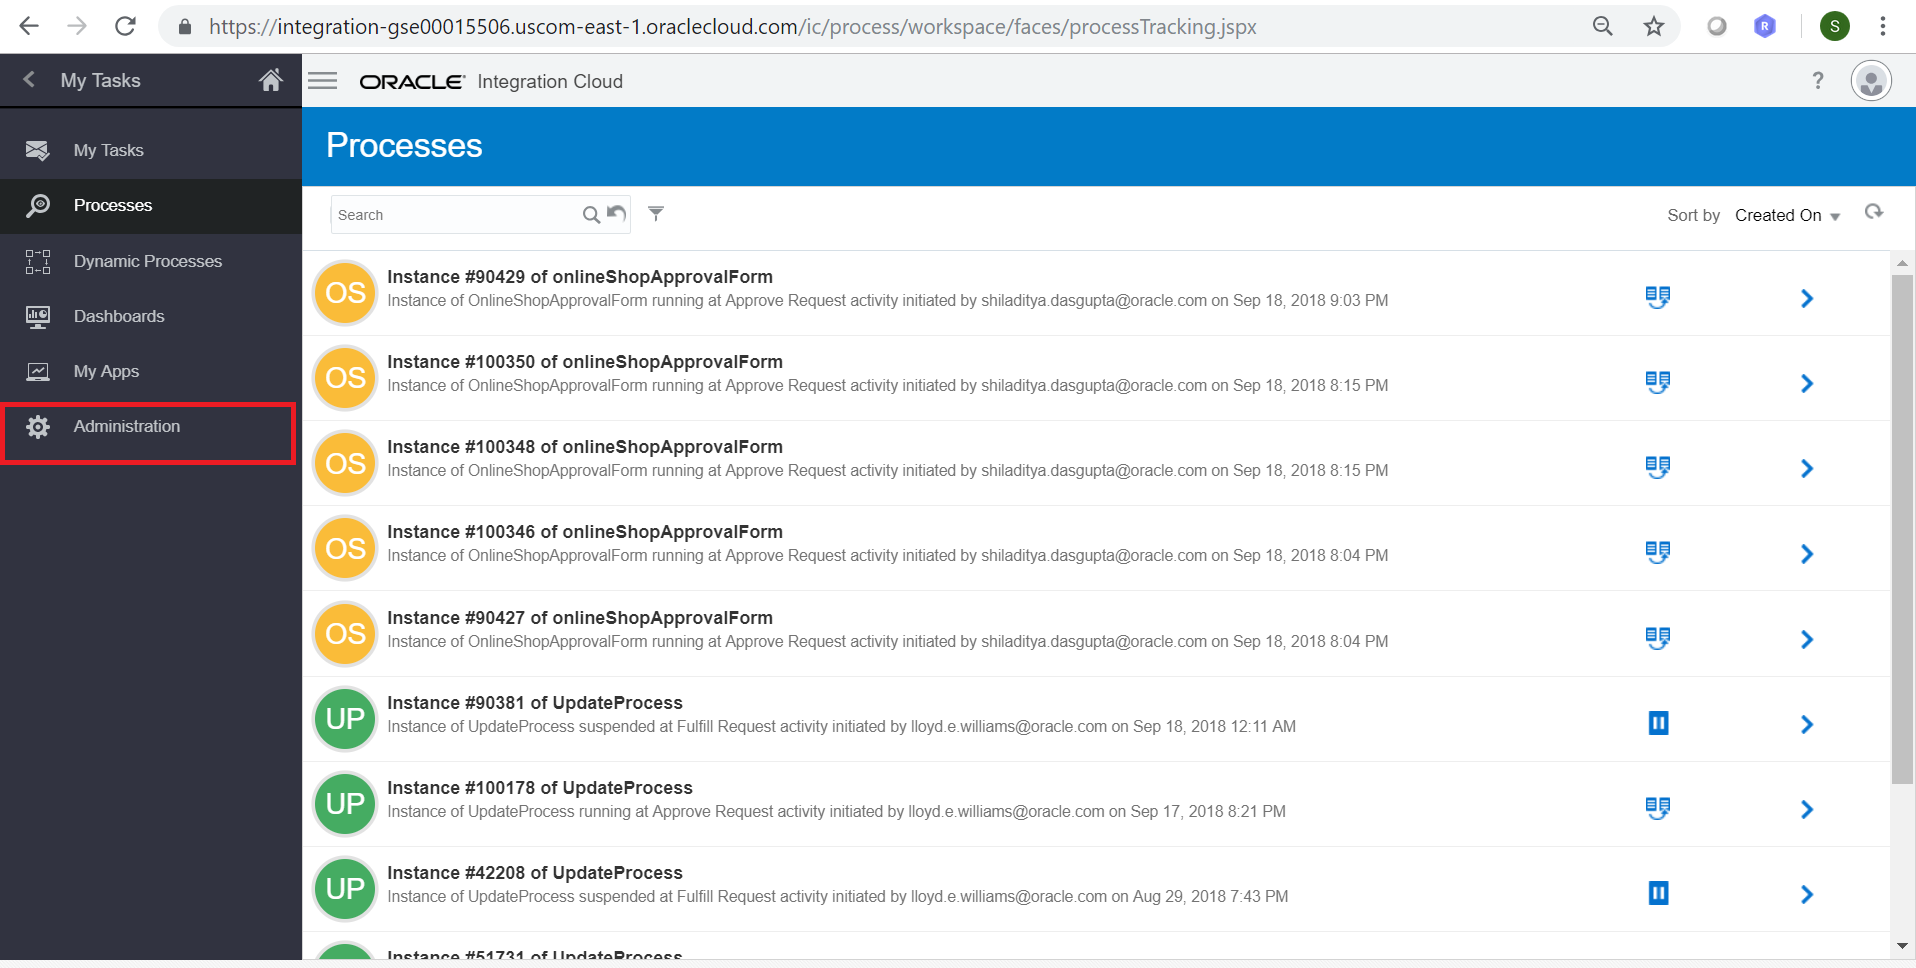 https://integration-gse00015506.uscom-east-1.oraclecloud.com/ic/process/workspace/faces/processTracking.jspx
R
S
My Tasks
ORACLE Integration Cloud
?
My Tasks
Processes
Dynamic Processes
Dashboards
My Apps
Administration
Processes
Search
Sort by Created On
OS
Instance #90429 of onlineShopApprovalForm
Instance of OnlineShopApprovalForm running at Approve Request activity initiated by shiladitya.dasgupta@oracle.com on Sep 18, 2018 9:03 PM
OS
Instance #100350 of onlineShopApprovalForm
Instance of OnlineShopApprovalForm running at Approve Request activity initiated by shiladitya.dasgupta@oracle.com on Sep 18, 2018 8:15 PM
OS
Instance #100348 of onlineShopApprovalForm
Instance of OnlineShopApprovalForm running at Approve Request activity initiated by shiladitya.dasgupta@oracle.com on Sep 18, 2018 8:15 PM
OS
Instance #100346 of onlineShopApprovalForm
Instance of OnlineShopApprovalForm running at Approve Request activity initiated by shiladitya.dasgupta@oracle.com on Sep 18, 2018 8:04 PM
OS
Instance #90427 of onlineShopApprovalForm
Instance of OnlineShopApprovalForm running at Approve Request activity initiated by shiladitya.dasgupta@oracle.com on Sep 18, 2018 8:04 PM
UP
Instance #90381 of UpdateProcess
Instance of UpdateProcess suspended at Fulfill Request activity initiated by lloyd.e.williams@oracle.com on Sep 18, 2018 12:11 AM
UP
Instance #100178 of UpdateProcess
Instance of UpdateProcess running at Approve Request activity initiated by lloyd.e.williams@oracle.com on Sep 17, 2018 8:21 PM
UP
Instance #42208 of UpdateProcess
Instance of UpdateProcess suspended at Fulfill Request activity initiated by lloyd.e.williams@oracle.com on Aug 29, 2018 7:43 PM
Instance #51731 of UpdateProcess